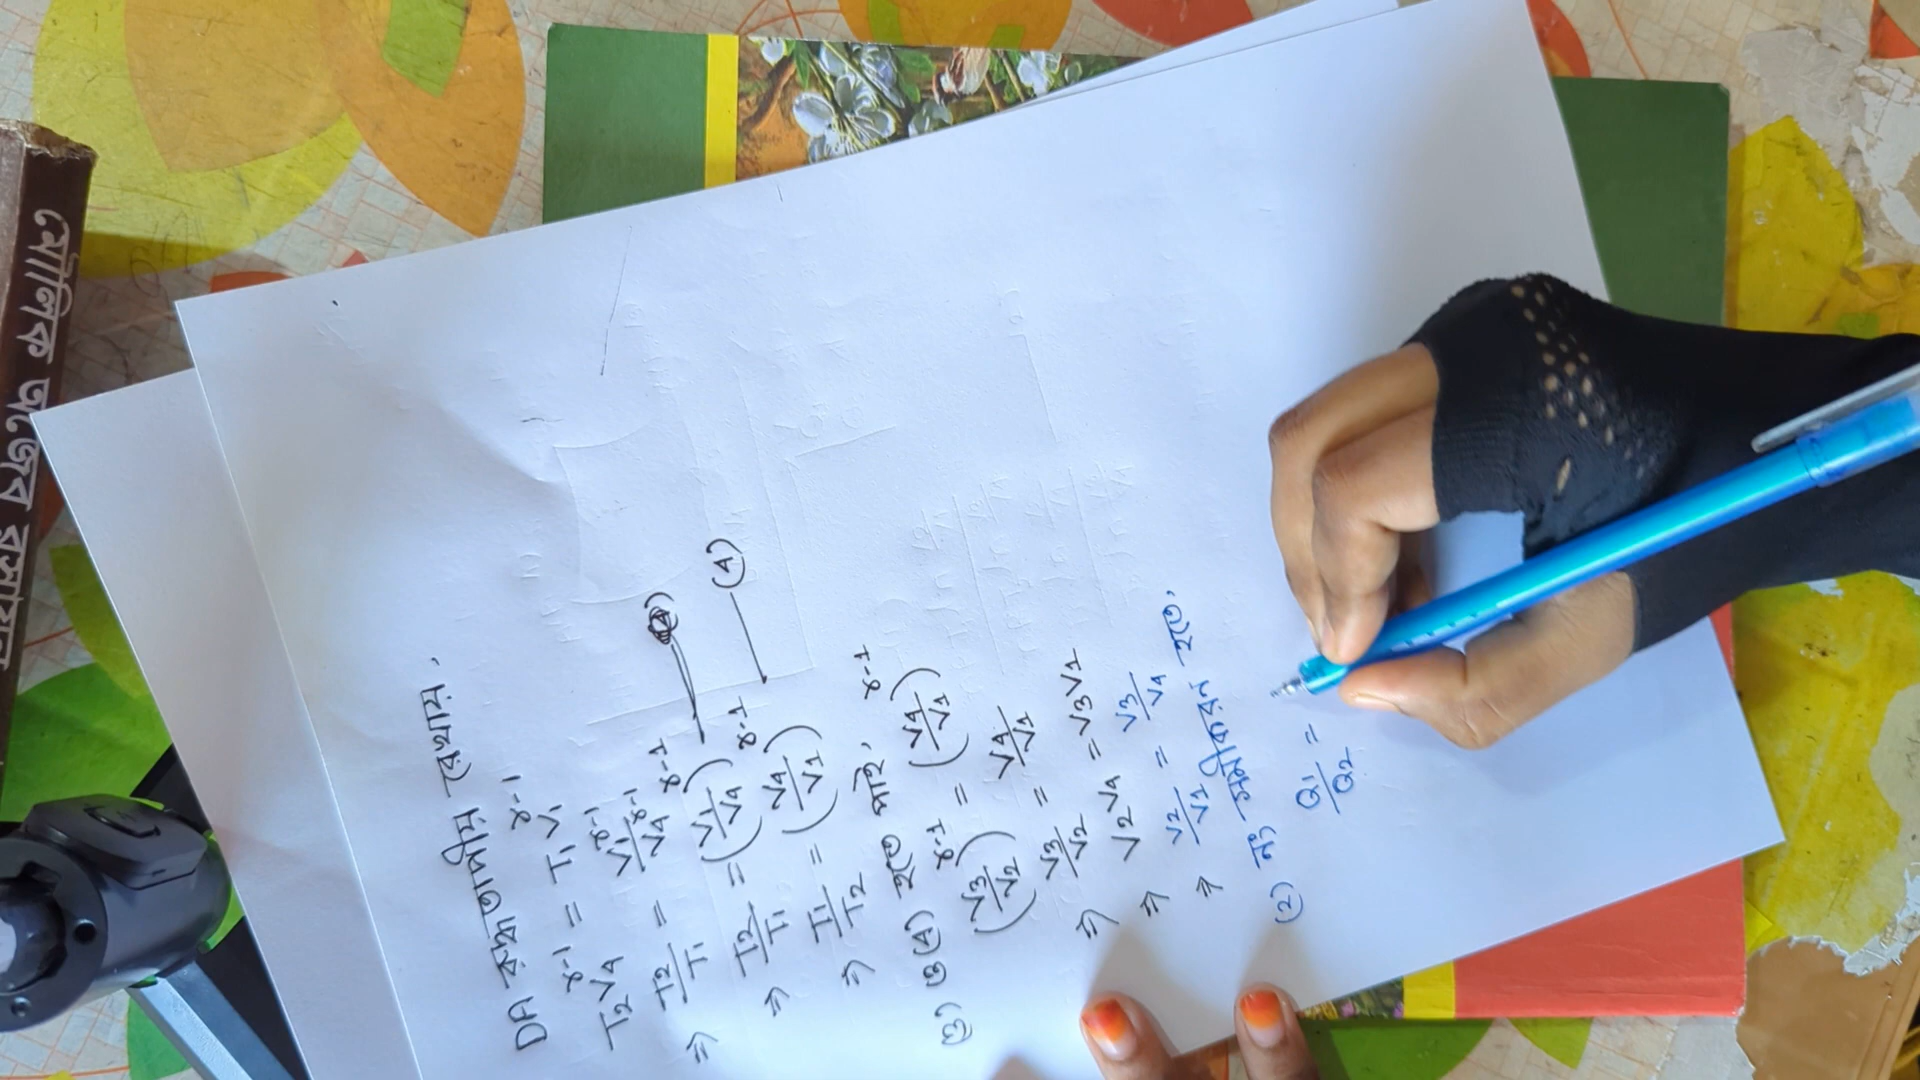 মৌলিক গুজব রসায়ন
DA রুদ্ধতাপীয় রেখায়,
T₂V₄^γ-1 = T₁V₁^γ-1
⇒ T₂/T₁ = V₁^γ-1/V₄^γ-1
⇒ T₂/T₁ = (V₁/V₄)^γ-1
⇒ T₁/T₂ = (V₄/V₁)^γ-1 — (4)
(3) ও (4) হতে পাই,
(V₃/V₂)^γ-1 = (V₄/V₁)^γ-1
⇒ V₃/V₂ = V₄/V₁
⇒ V₂V₄ = V₃V₁
⇒ V₂/V₁ = V₃/V₄
(2) নং সমীকরণ হতে,
Q₁/Q₂ =